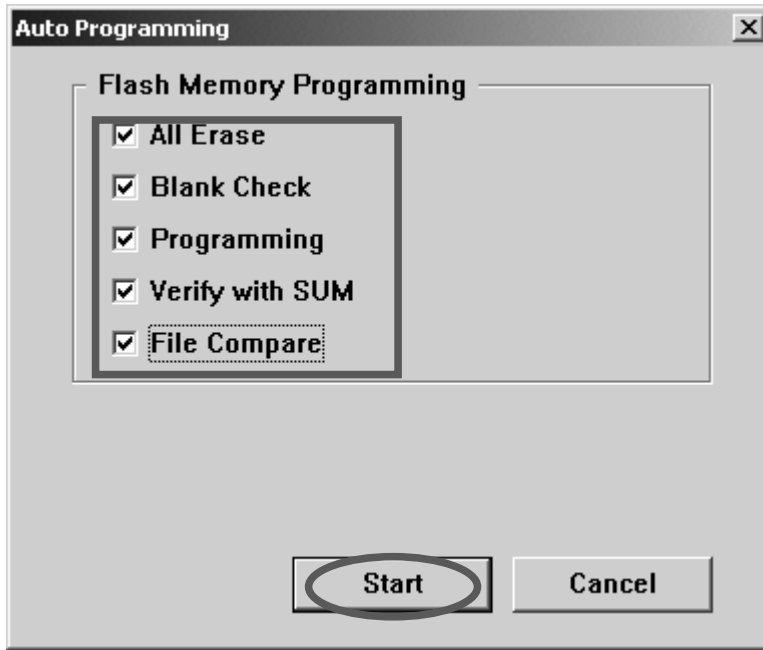 Auto Programming
Flash Memory Programming
All Erase
Blank Check
Programming
Verify with SUM
File Compare
Start Cancel